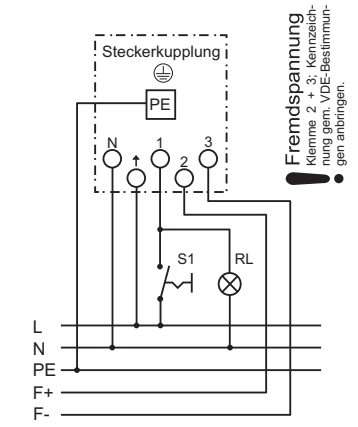 Steckerkupplung
PE
N
1
3
↑
2
S1
RL
L
N
PE
F+
F-
Fremdspannung
Klemme 2 + 3; Kennzeich-
nung gem. VDE-Bestimmun-
gen anbringen.